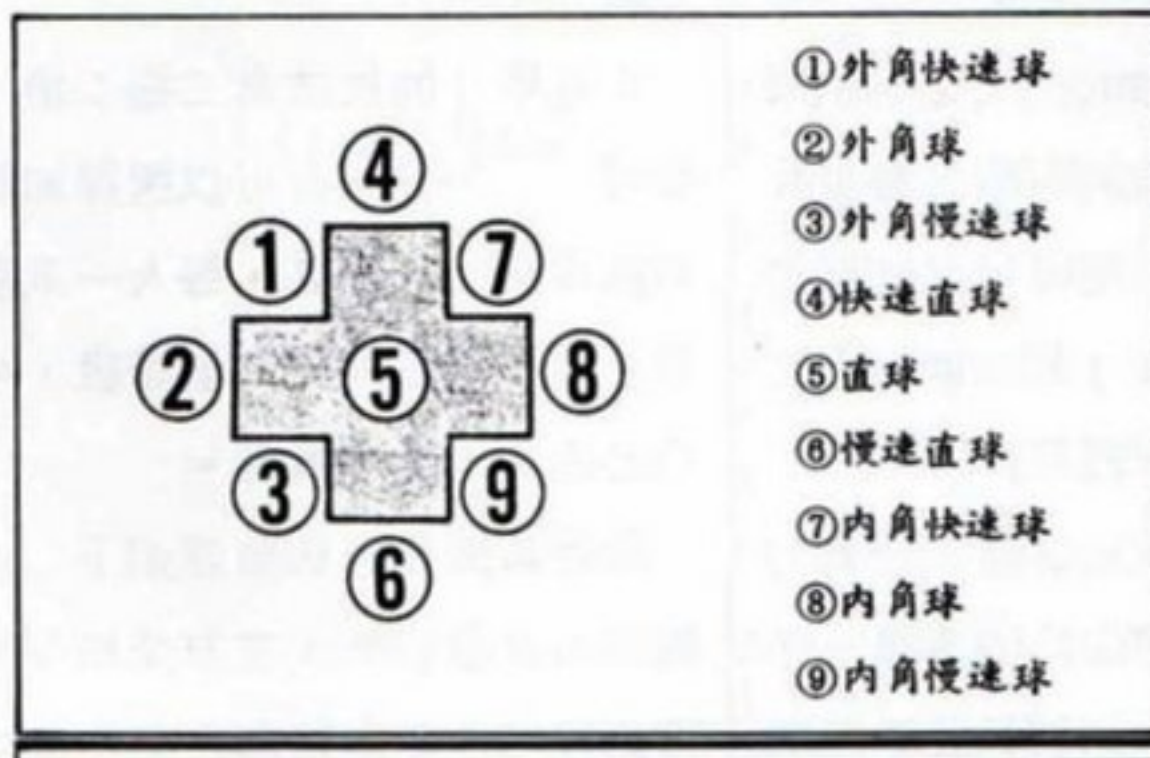 ④
① ⑦
② ⑤ ⑧
③ ⑨
⑥
①外角快速球
②外角球
③外角慢速球
④快速直球
⑤直球
⑥慢速直球
⑦内角快速球
⑧内角球
⑨内角慢速球